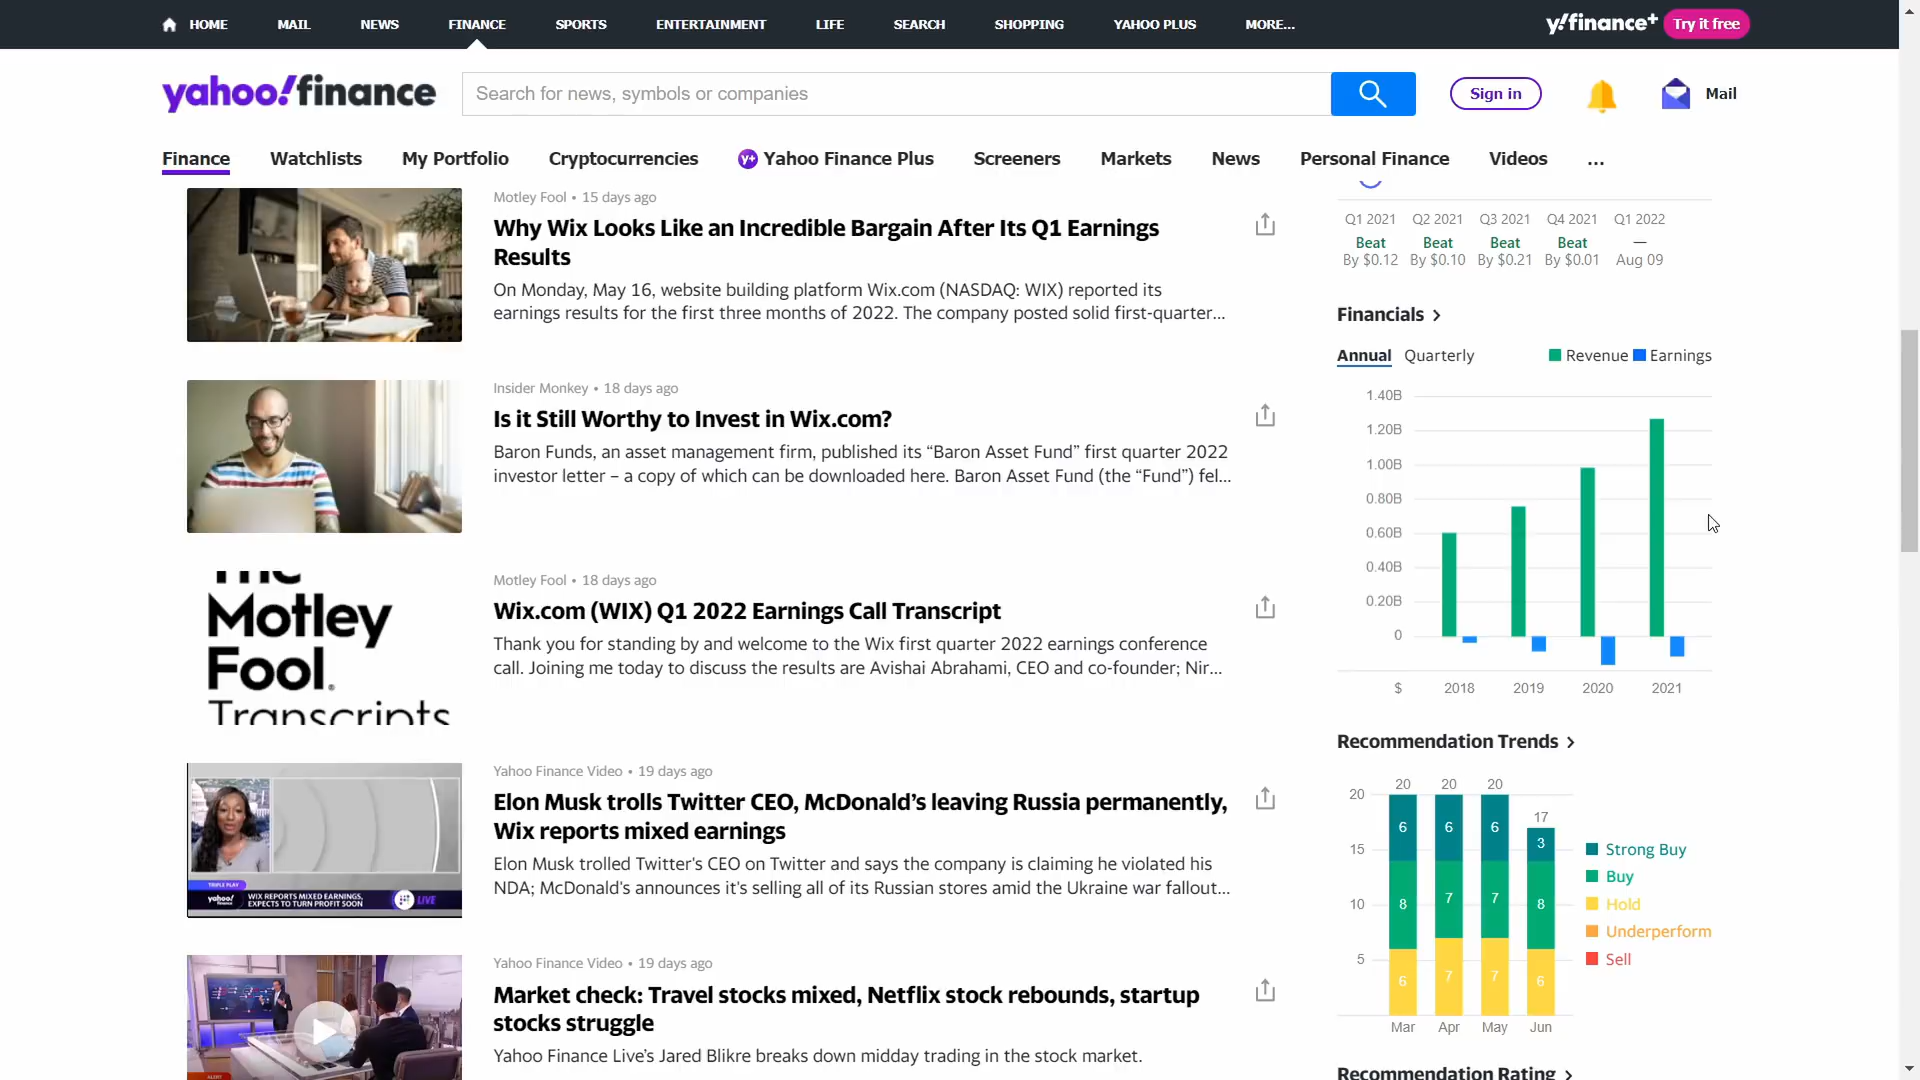 HOME MAIL NEWS FINANCE SPORTS ENTERTAINMENT LIFE SEARCH SHOPPING YAHOO PLUS MORE... y!finance+ Try it free
yahoo!finance Search for news, symbols or companies Sign in Mail
Finance Watchlists My Portfolio Cryptocurrencies y+ Yahoo Finance Plus Screeners Markets News Personal Finance Videos ...
Motley Fool • 15 days ago
Why Wix Looks Like an Incredible Bargain After Its Q1 Earnings
Results
On Monday, May 16, website building platform Wix.com (NASDAQ: WIX) reported its
earnings results for the first three months of 2022. The company posted solid first-quarter...
Insider Monkey • 18 days ago
Is it Still Worthy to Invest in Wix.com?
Baron Funds, an asset management firm, published its “Baron Asset Fund” first quarter 2022
investor letter – a copy of which can be downloaded here. Baron Asset Fund (the “Fund”) fel...
The
Motley
Fool.
Transcripts
Motley Fool • 18 days ago
Wix.com (WIX) Q1 2022 Earnings Call Transcript
Thank you for standing by and welcome to the Wix first quarter 2022 earnings conference
call. Joining me today to discuss the results are Avishai Abrahami, CEO and co-founder; Nir...
TRIPLE PLAY
yahoo! finance WIX REPORTS MIXED EARNINGS,
EXPECTS TO TURN PROFIT SOON LIVE
Yahoo Finance Video • 19 days ago
Elon Musk trolls Twitter CEO, McDonald’s leaving Russia permanently,
Wix reports mixed earnings
Elon Musk trolled Twitter's CEO on Twitter and says the company is claiming he violated his
NDA; McDonald's announces it's selling all of its Russian stores amid the Ukraine war fallout...
ALERT
Yahoo Finance Video • 19 days ago
Market check: Travel stocks mixed, Netflix stock rebounds, startup
stocks struggle
Yahoo Finance Live’s Jared Blikre breaks down midday trading in the stock market.
Q1 2021 Q2 2021 Q3 2021 Q4 2021 Q1 2022
Beat Beat Beat Beat —
By $0.12 By $0.10 By $0.21 By $0.01 Aug 09
Financials
Annual Quarterly Revenue Earnings
1.40B
1.20B
1.00B
0.80B
0.60B
0.40B
0.20B
0
$ 2018 2019 2020 2021
Recommendation Trends
20 20 20
20
17
6 6 6
3
15
Strong Buy
Buy
10 8 7 7 8 Hold
Underperform
5 Sell
6 7 7 6
Mar Apr May Jun
Recommendation Rating